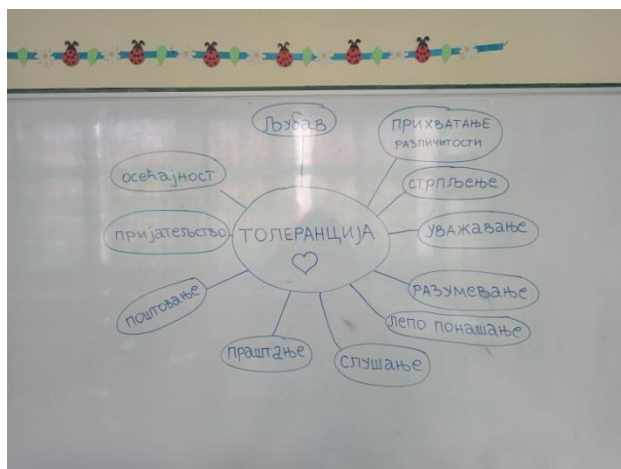 љубав
ПРИХВАТАЊЕ
РАЗЛИЧИТОСТИ
осећајност
стрпљење
пријатељство
ТОЛЕРАНЦИЈА
уважавање
поштовање
разумевање
лепо понашање
праштање
слушање